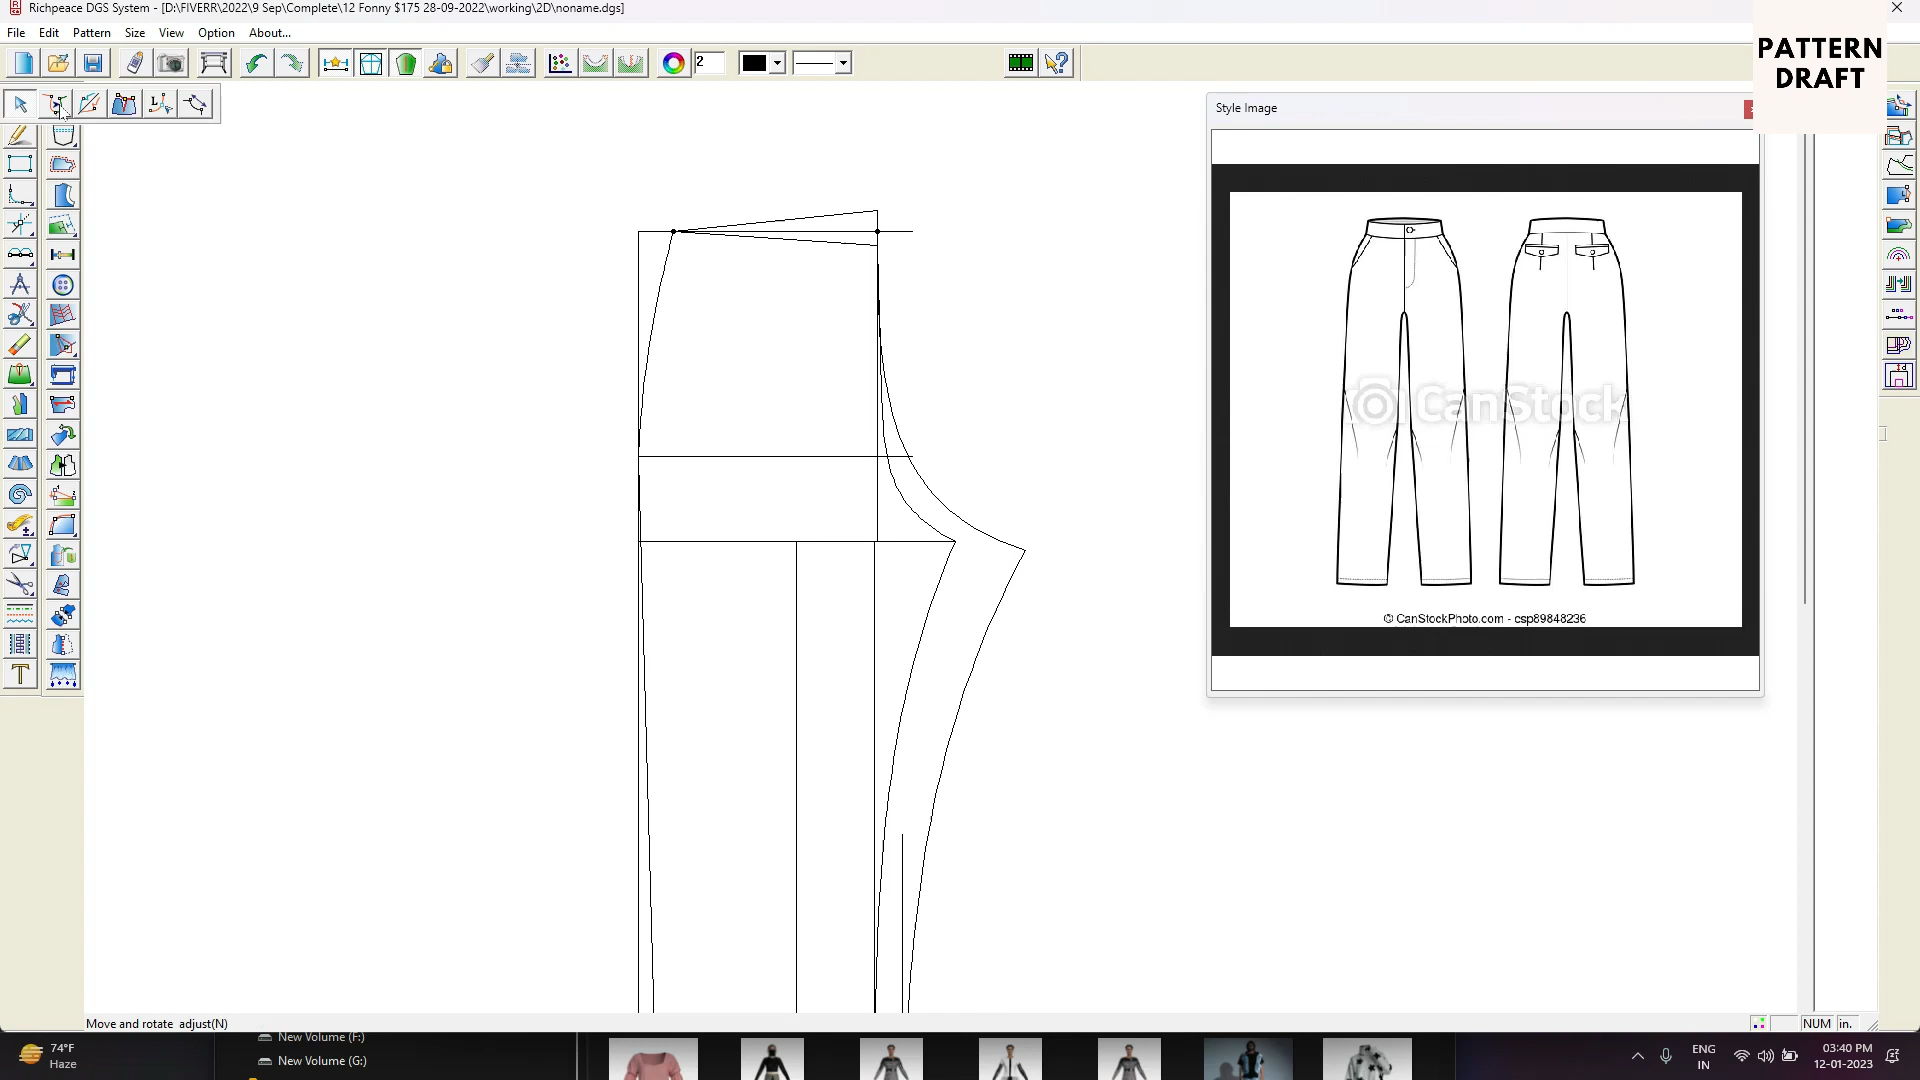 Richpeace DGS System - [D:\FIVERR\2022\9 Sep\Complete\12 Fonny $175 28-09-2022\working\2D\noname.dgs]
File Edit Pattern Size View Option About...
2
PATTERN
DRAFT
L
Style Image
CanStock
© CanStockPhoto.com - csp89848236
T
Move and rotate adjust(N)
NUM in.
New Volume (F:)
New Volume (G:)
74°F
Haze
ENG
IN
03:40 PM
12-01-2023